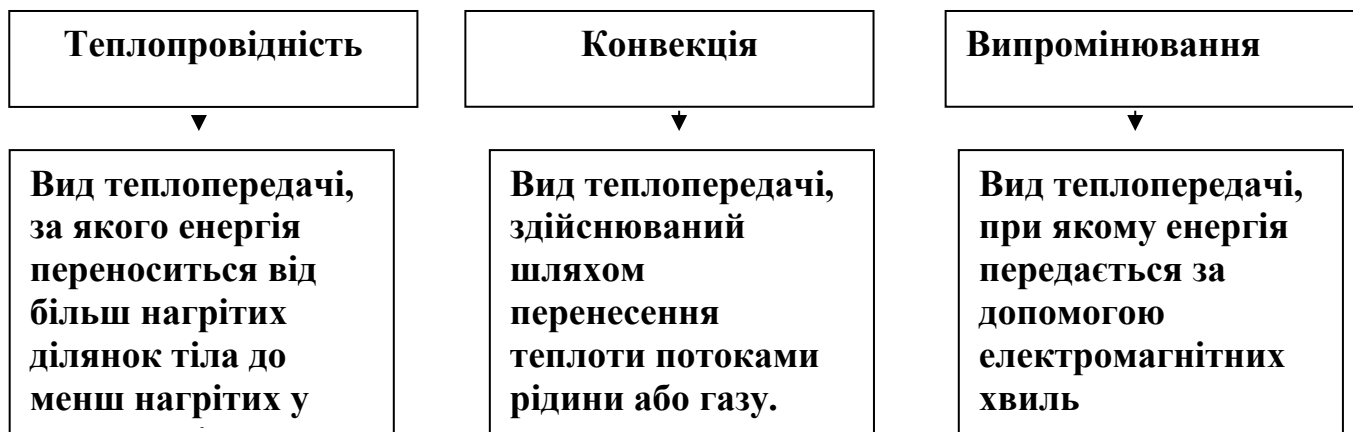 Теплопровідність
Конвекція
Випромінювання
Вид теплопередачі,
за якого енергія
переноситься від
більш нагрітих
ділянок тіла до
менш нагрітих у
Вид теплопередачі,
здійснюваний
шляхом
перенесення
теплоти потоками
рідини або газу.
Вид теплопередачі,
при якому енергія
передається за
допомогою
електромагнітних
хвиль